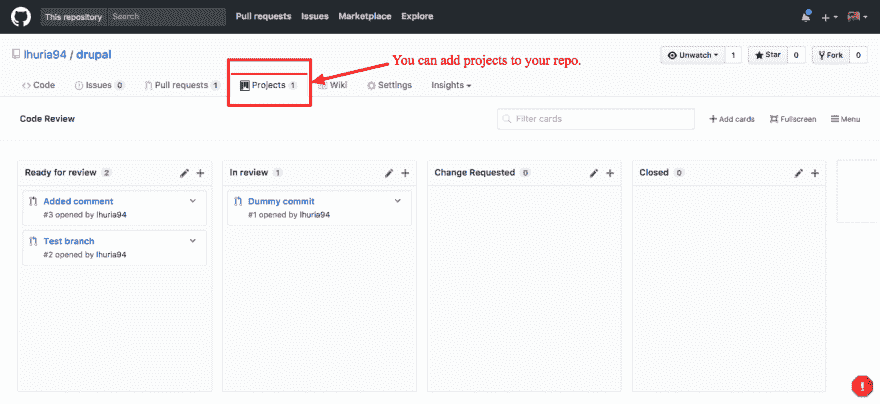 This repository Search Pull requests Issues Marketplace Explore
lhuria94 / drupal Unwatch 1 Star 0 Fork 0
You can add projects to your repo.
Code Issues 0 Pull requests 1 Projects 1 Wiki Settings Insights
Code Review Filter cards Add cards Fullscreen Menu
Ready for review 2 In review 1 Change Requested 0 Closed 0
Added comment Dummy commit
#3 opened by lhuria94 #1 opened by lhuria94
Test branch
#2 opened by lhuria94